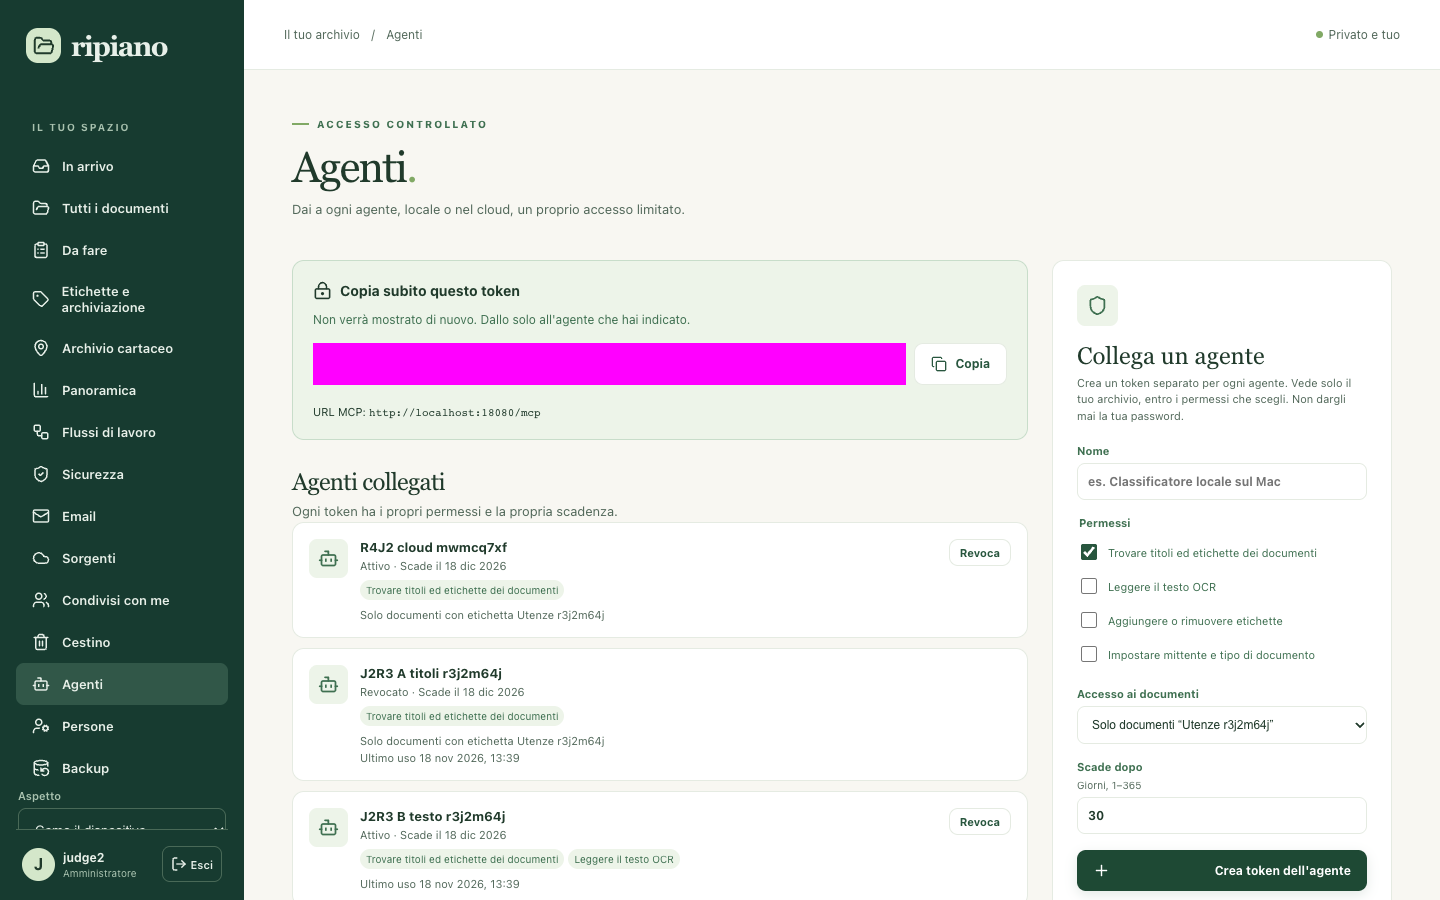 ripiano
IL TUO SPAZIO
In arrivo
Tutti i documenti
Da fare
Etichette e
archiviazione
Archivio cartaceo
Panoramica
Flussi di lavoro
Sicurezza
Email
Sorgenti
Condivisi con me
Cestino
Agenti
Persone
Backup
Aspetto
J
judge2
Amministratore
Esci
Il tuo archivio / Agenti
Privato e tuo
ACCESSO CONTROLLATO
Agenti.
Dai a ogni agente, locale o nel cloud, un proprio accesso limitato.
Copia subito questo token
Non verrà mostrato di nuovo. Dallo solo all'agente che hai indicato.
Copia
URL MCP: http://localhost:18080/mcp
Agenti collegati
Ogni token ha i propri permessi e la propria scadenza.
R4J2 cloud mwmcq7xf
Attivo · Scade il 18 dic 2026
Trovare titoli ed etichette dei documenti
Solo documenti con etichetta Utenze r3j2m64j
Revoca
J2R3 A titoli r3j2m64j
Revocato · Scade il 18 dic 2026
Trovare titoli ed etichette dei documenti
Solo documenti con etichetta Utenze r3j2m64j
Ultimo uso 18 nov 2026, 13:39
J2R3 B testo r3j2m64j
Attivo · Scade il 18 dic 2026
Trovare titoli ed etichette dei documenti Leggere il testo OCR
Ultimo uso 18 nov 2026, 13:39
Revoca
Collega un agente
Crea un token separato per ogni agente. Vede solo il
tuo archivio, entro i permessi che scegli. Non dargli
mai la tua password.
Nome
es. Classificatore locale sul Mac
Permessi
Trovare titoli ed etichette dei documenti
Leggere il testo OCR
Aggiungere o rimuovere etichette
Impostare mittente e tipo di documento
Accesso ai documenti
Solo documenti “Utenze r3j2m64j”
Scade dopo
Giorni, 1–365
30
Crea token dell'agente